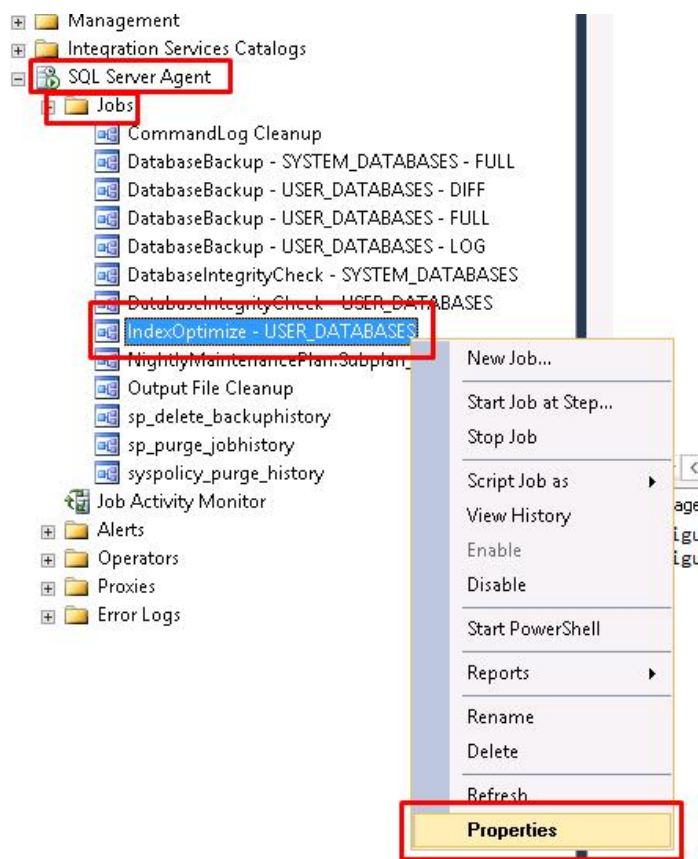 Management
Integration Services Catalogs
SQL Server Agent
Jobs
CommandLog Cleanup
DatabaseBackup - SYSTEM_DATABASES - FULL
DatabaseBackup - USER_DATABASES - DIFF
DatabaseBackup - USER_DATABASES - FULL
DatabaseBackup - USER_DATABASES - LOG
DatabaseIntegrityCheck - SYSTEM_DATABASES
DatabaseIntegrityCheck - USER_DATABASES
IndexOptimize - USER_DATABASES
NightlyMaintenancePlan.Subplan_
Output File Cleanup
sp_delete_backuphistory
sp_purge_jobhistory
syspolicy_purge_history
Job Activity Monitor
Alerts
Operators
Proxies
Error Logs
New Job...
Start Job at Step...
Stop Job
Script Job as
View History
Enable
Disable
Start PowerShell
Reports
Rename
Delete
Refresh
Properties